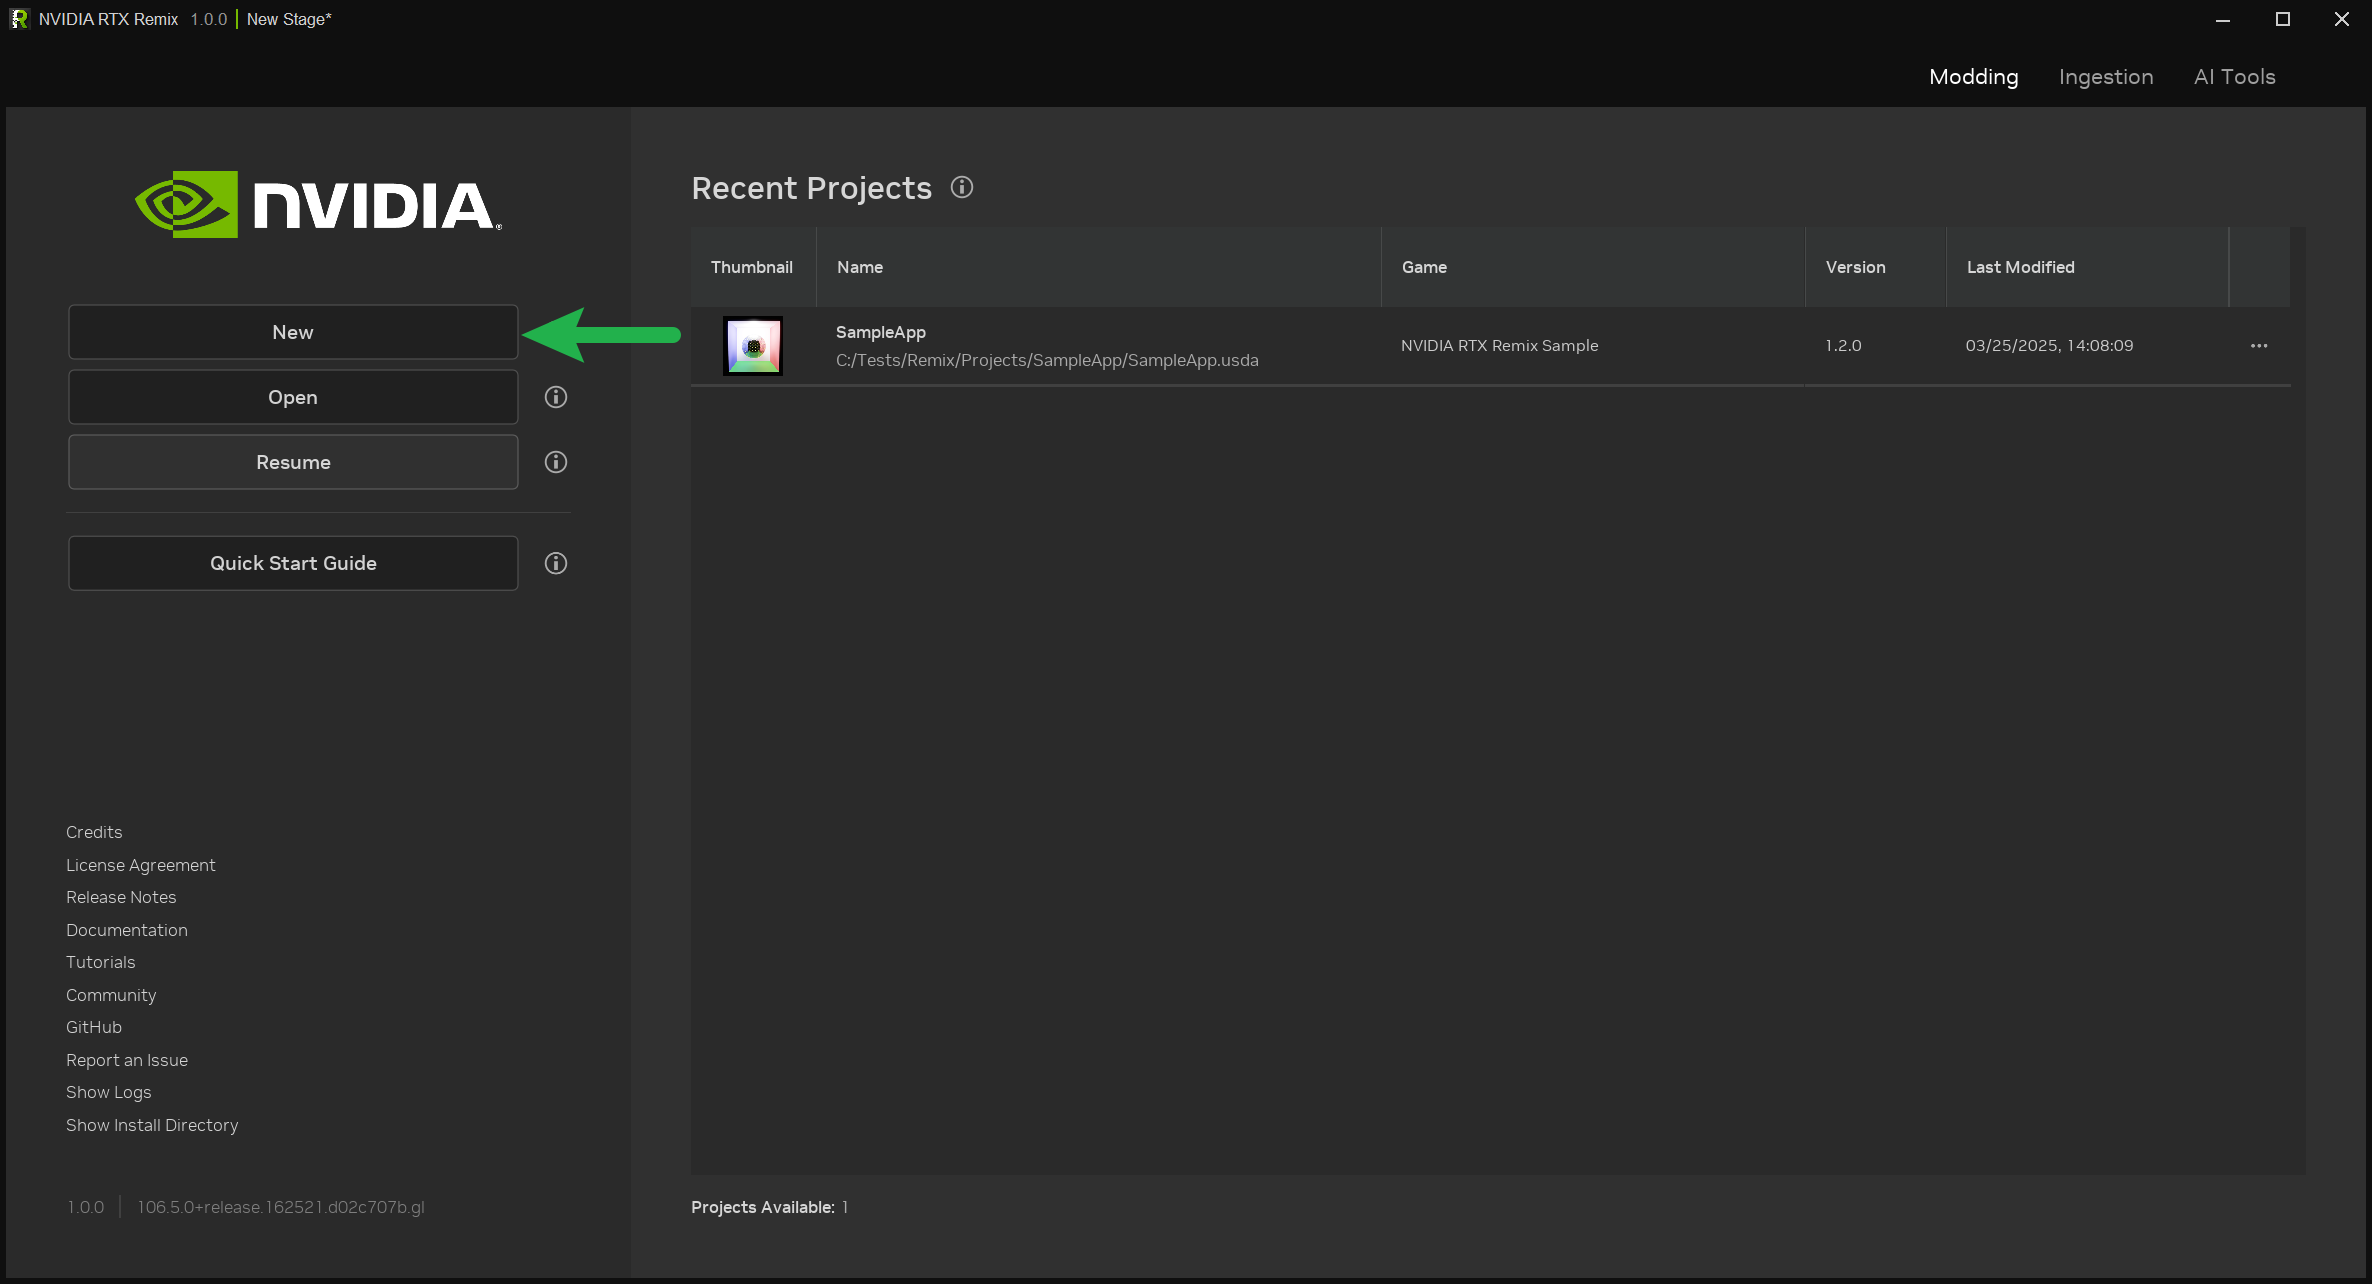 NVIDIA RTX Remix 1.0.0 | New Stage*
Modding Ingestion AI Tools
NVIDIA
New
Open
Resume
Quick Start Guide
Credits
License Agreement
Release Notes
Documentation
Tutorials
Community
GitHub
Report an Issue
Show Logs
Show Install Directory
1.0.0 | 106.5.0+release.162521.d02c707b.gl
Recent Projects
Thumbnail Name Game Version Last Modified
SampleApp
C:/Tests/Remix/Projects/SampleApp/SampleApp.usda
NVIDIA RTX Remix Sample
1.2.0
03/25/2025, 14:08:09
Projects Available: 1